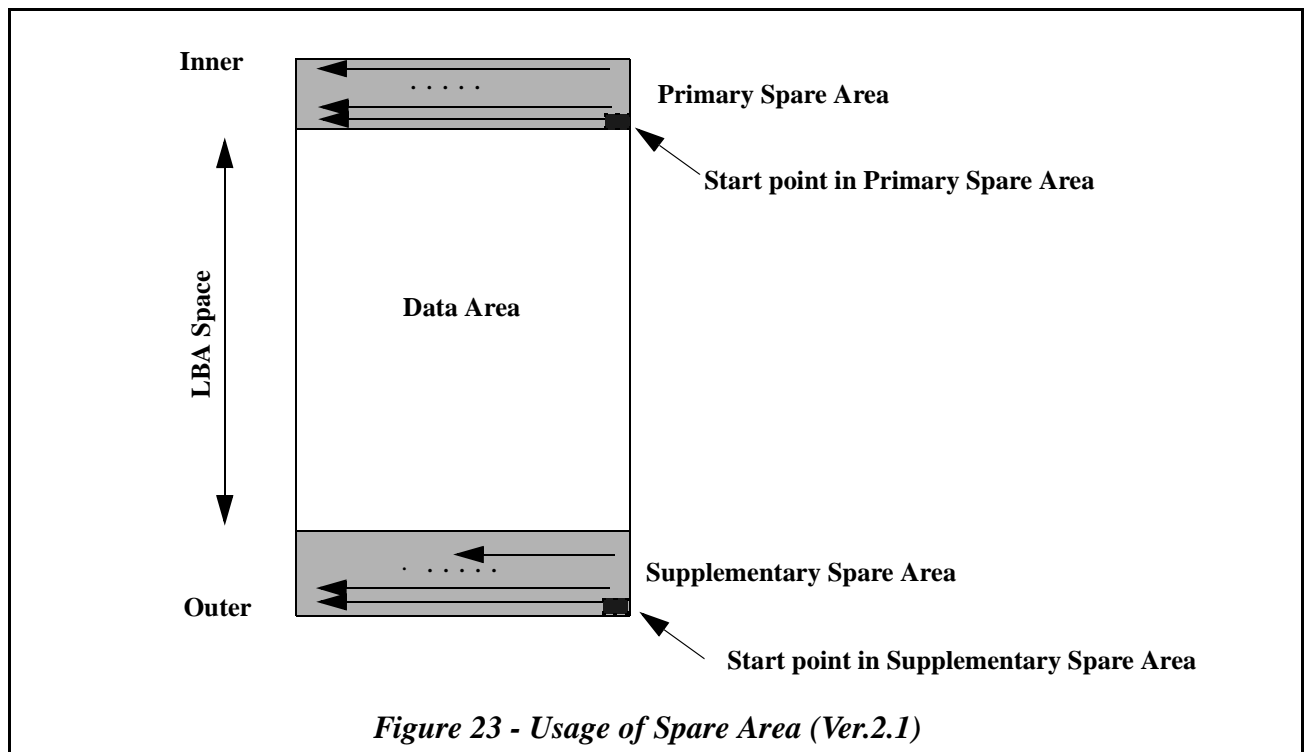 Inner
Primary Spare Area
Start point in Primary Spare Area
LBA Space
Data Area
Supplementary Spare Area
Outer
Start point in Supplementary Spare Area
Figure 23 - Usage of Spare Area (Ver.2.1)